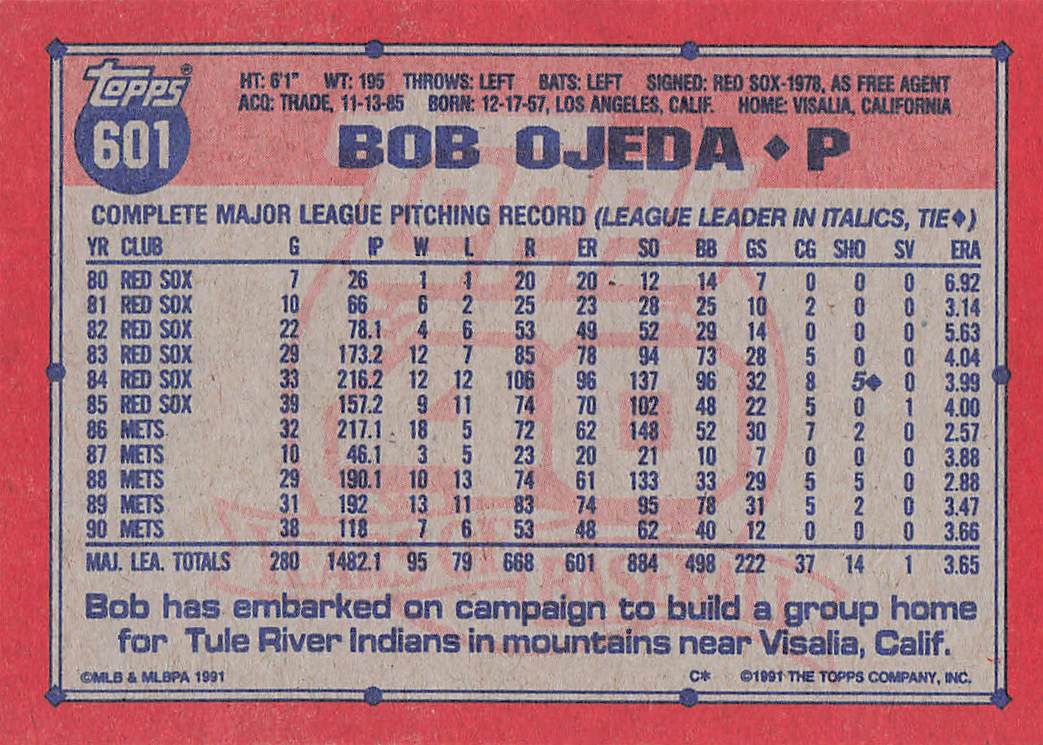 topps®
601
HT: 6'1" WT: 195 THROWS: LEFT BATS: LEFT SIGNED: RED SOX-1978, AS FREE AGENT
ACQ: TRADE, 11-13-85 BORN: 12-17-57, LOS ANGELES, CALIF. HOME: VISALIA, CALIFORNIA
BOB OJEDA ◆ P
COMPLETE MAJOR LEAGUE PITCHING RECORD (LEAGUE LEADER IN ITALICS, TIE◆)
YR CLUB G IP W L R ER SO BB GS CG SHO SV ERA
80 RED SOX 7 26 1 1 20 20 12 14 7 0 0 0 6.92
81 RED SOX 10 66 6 2 25 23 28 25 10 2 0 0 3.14
82 RED SOX 22 78.1 4 6 53 49 52 29 14 0 0 0 5.63
83 RED SOX 29 173.2 12 7 85 78 94 73 28 5 0 0 4.04
84 RED SOX 33 216.2 12 12 106 96 137 96 32 8 5◆ 0 3.99
85 RED SOX 39 157.2 9 11 74 70 102 48 22 5 0 1 4.00
86 METS 32 217.1 18 5 72 62 148 52 30 7 2 0 2.57
87 METS 10 46.1 3 5 23 20 21 10 7 0 0 0 3.88
88 METS 29 190.1 10 13 74 61 133 33 29 5 5 0 2.88
89 METS 31 192 13 11 83 74 95 78 31 5 2 0 3.47
90 METS 38 118 7 6 53 48 62 40 12 0 0 0 3.66
MAJ. LEA. TOTALS 280 1482.1 95 79 668 601 884 498 222 37 14 1 3.65
Bob has embarked on campaign to build a group home
for Tule River Indians in mountains near Visalia, Calif.
©MLB & MLBPA 1991 C* ©1991 THE TOPPS COMPANY, INC.